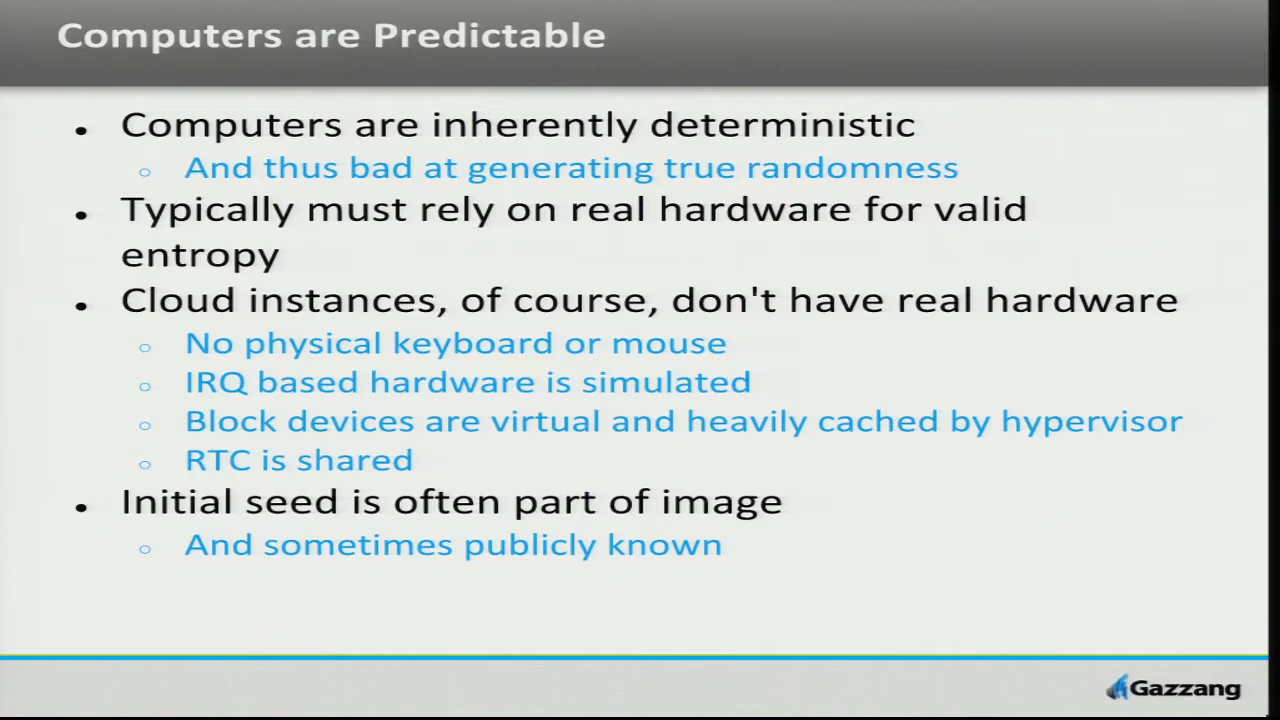 Computers are Predictable
• Computers are inherently deterministic
○ And thus bad at generating true randomness
• Typically must rely on real hardware for valid
entropy
• Cloud instances, of course, don't have real hardware
○ No physical keyboard or mouse
○ IRQ based hardware is simulated
○ Block devices are virtual and heavily cached by hypervisor
○ RTC is shared
• Initial seed is often part of image
○ And sometimes publicly known
Gazzang